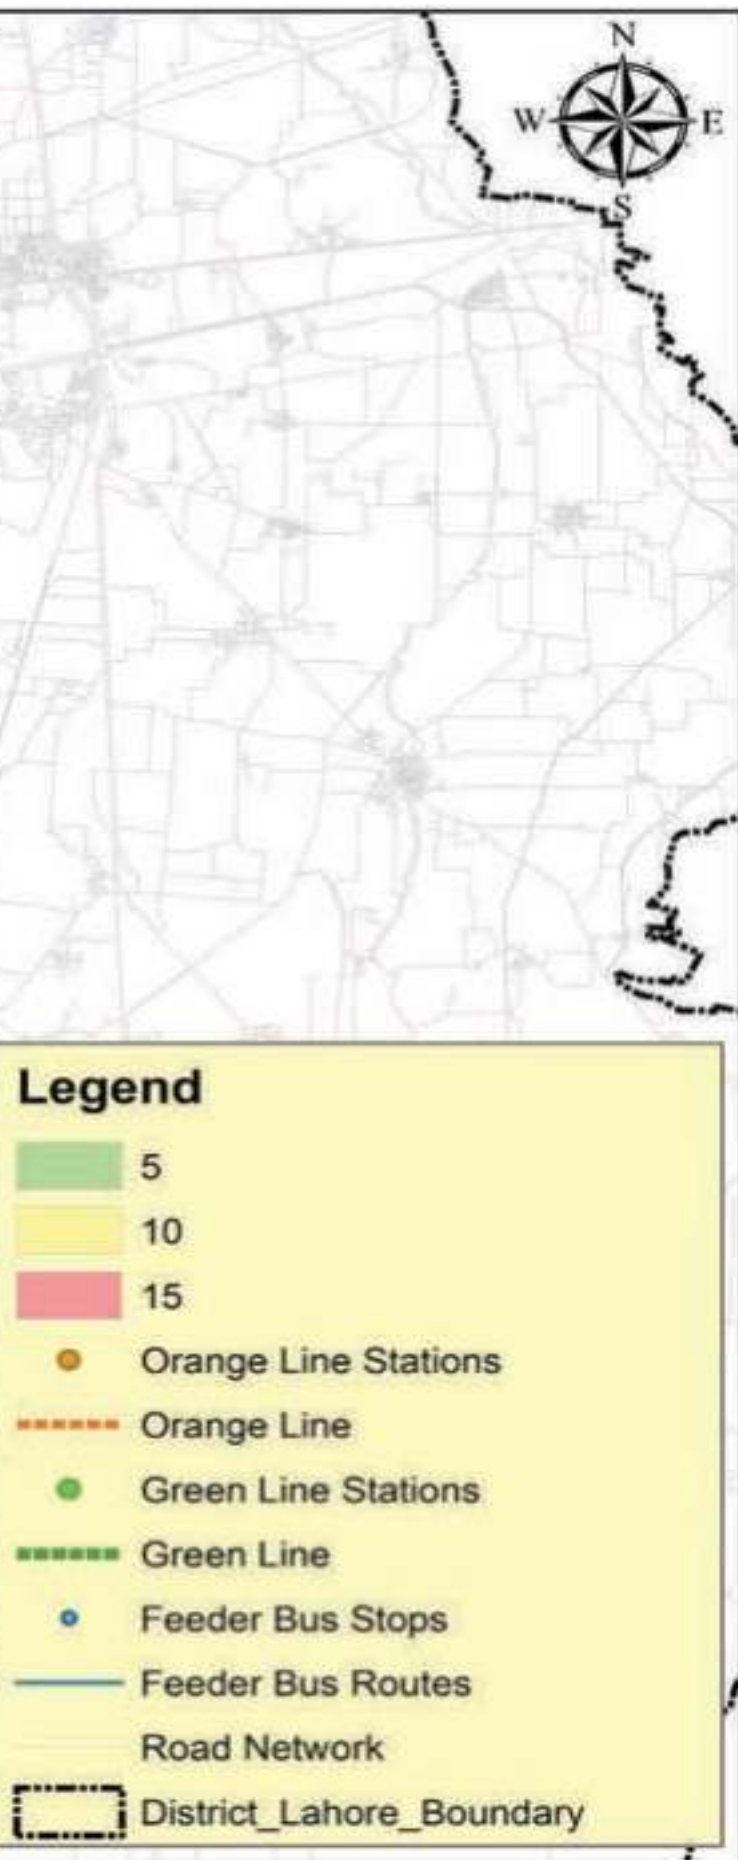 N
W E
S
Legend
5
10
15
Orange Line Stations
Orange Line
Green Line Stations
Green Line
Feeder Bus Stops
Feeder Bus Routes
Road Network
District_Lahore_Boundary